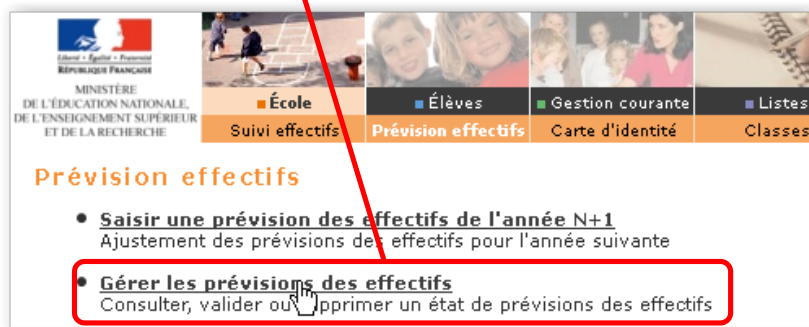 Liberté • Égalité • Fraternité
RÉPUBLIQUE FRANÇAISE
MINISTÈRE
DE L'ÉDUCATION NATIONALE,
DE L'ENSEIGNEMENT SUPÉRIEUR
ET DE LA RECHERCHE
École
Élèves
Gestion courante
Listes
Suivi effectifs
Prévision effectifs
Carte d'identité
Classes
Prévision effectifs
Saisir une prévision des effectifs de l'année N+1
Ajustement des prévisions des effectifs pour l'année suivante
Gérer les prévisions des effectifs
Consulter, valider ou pprimer un état de prévisions des effectifs